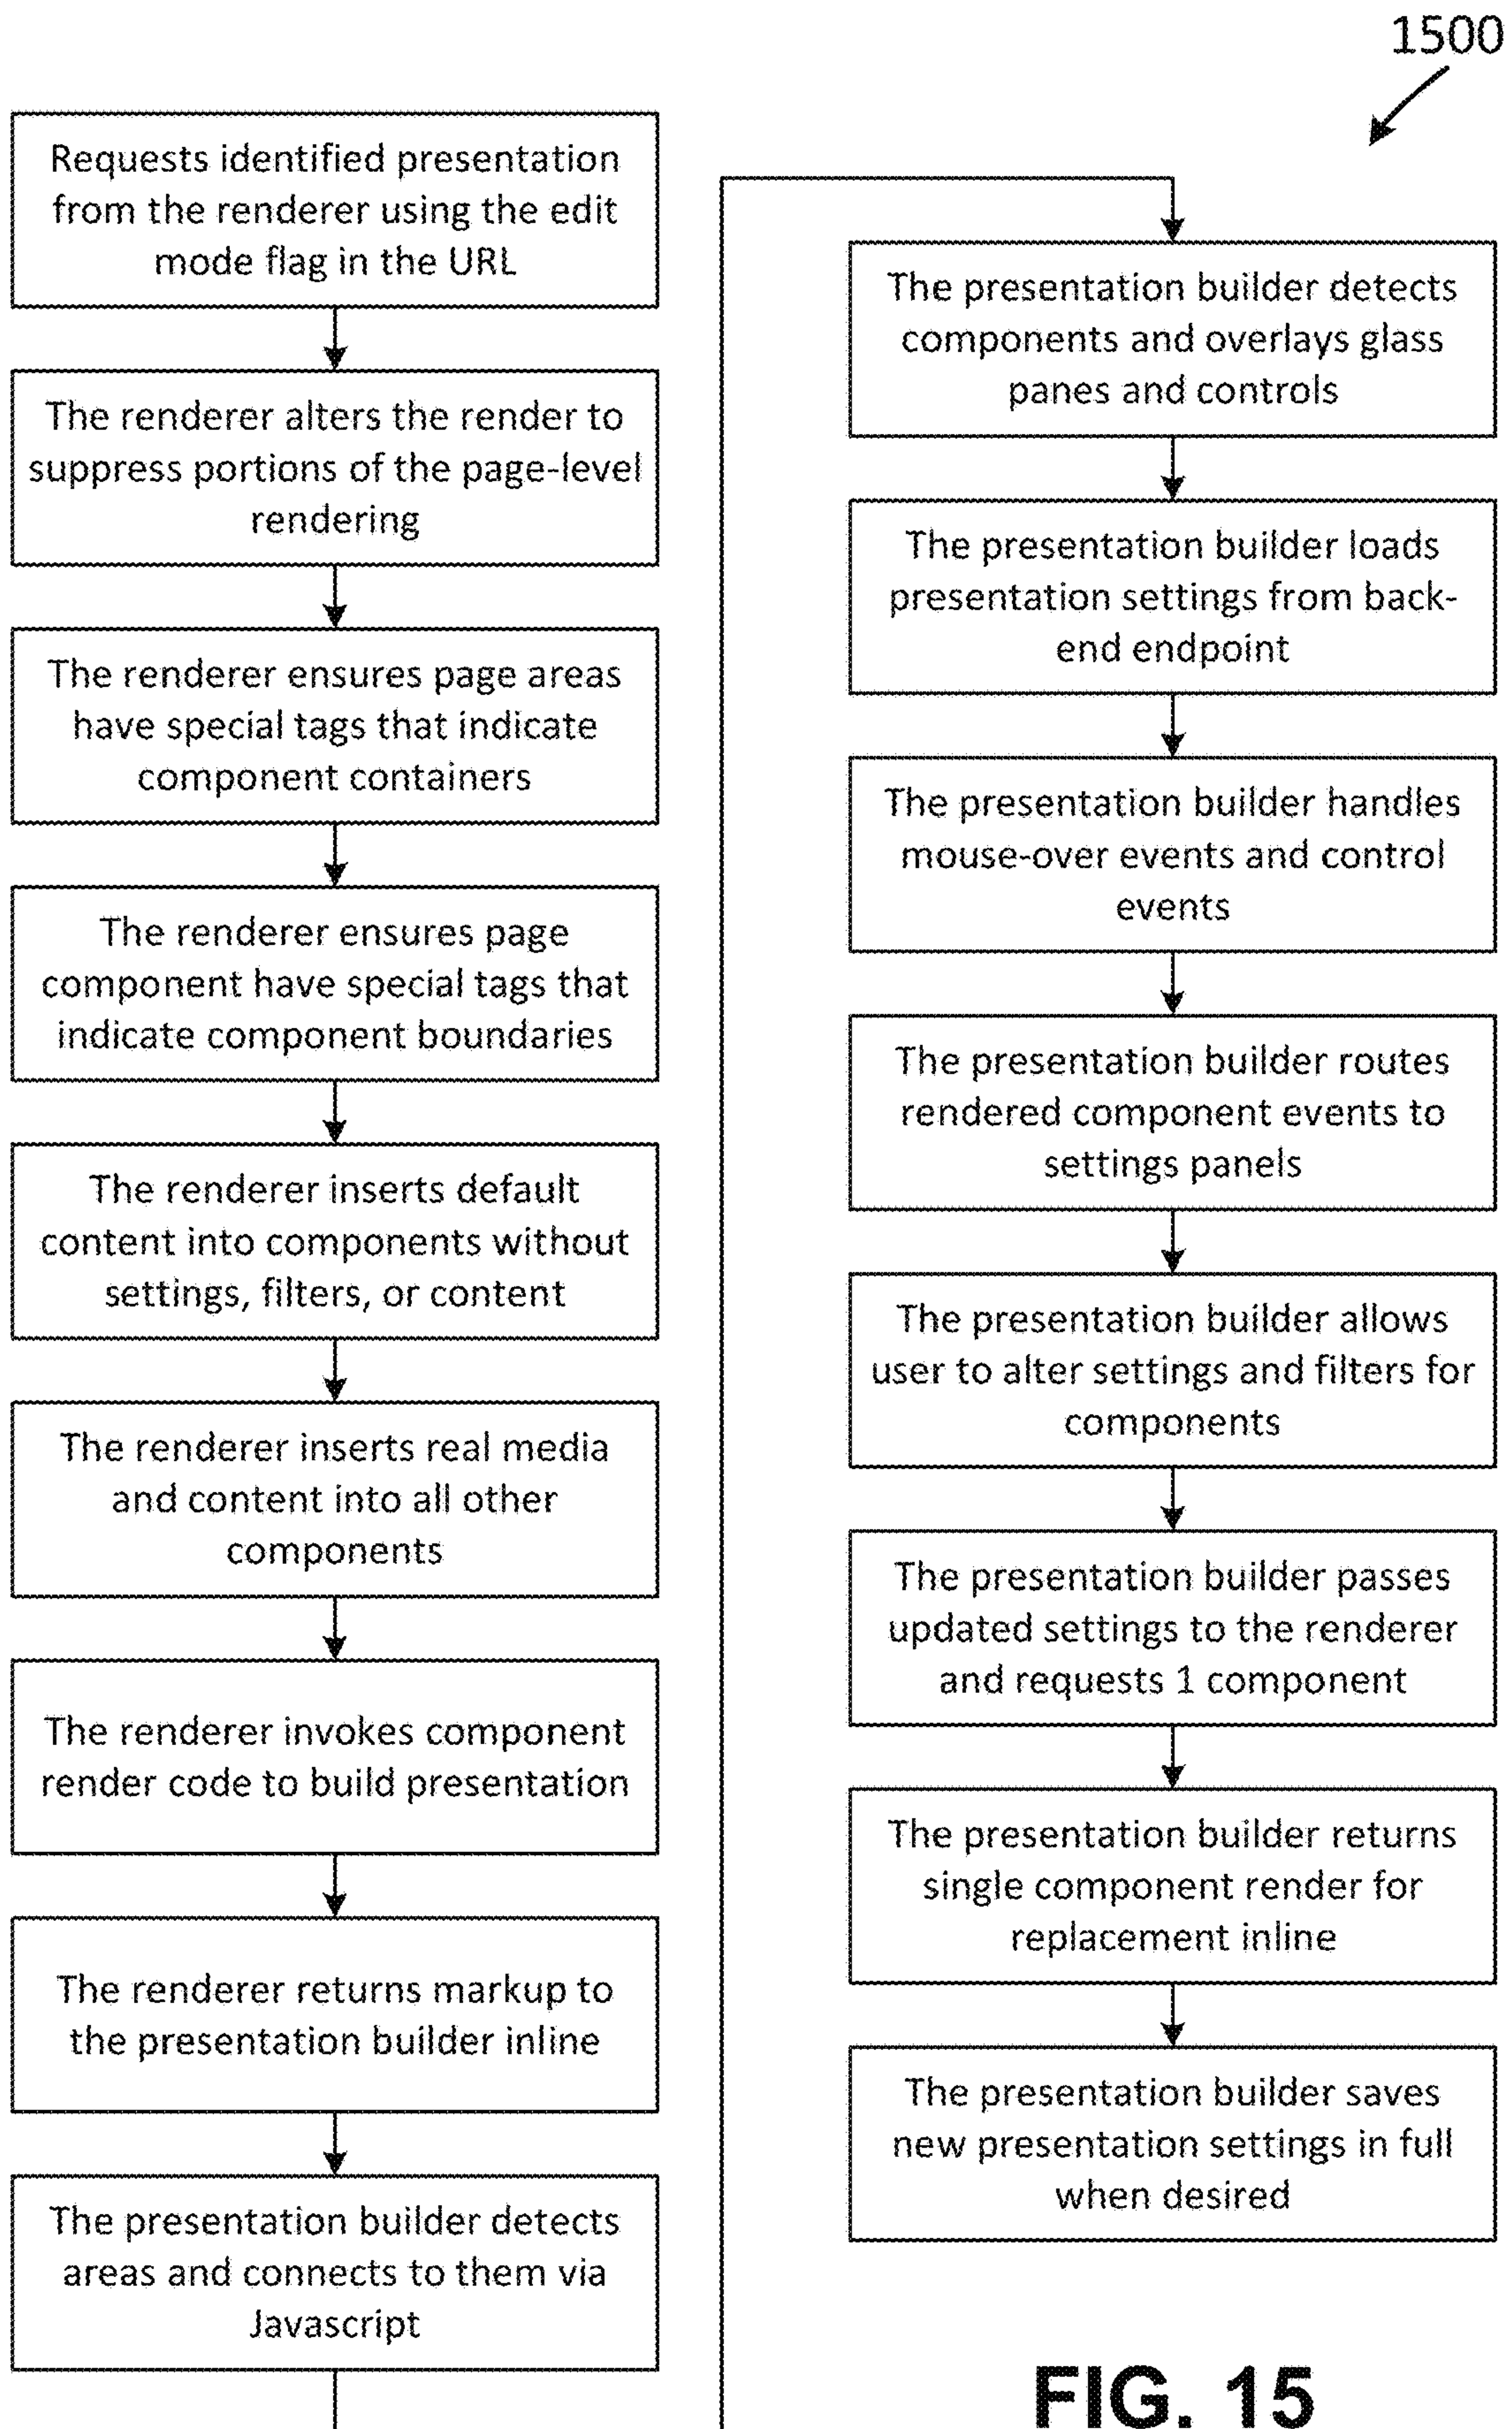 1500
Requests identified presentation
from the renderer using the edit
mode flag in the URL
The renderer alters the render to
suppress portions of the page-level
rendering
The renderer ensures page areas
have special tags that indicate
component containers
The renderer ensures page
component have special tags that
indicate component boundaries
The renderer inserts default
content into components without
settings, filters, or content
The renderer inserts real media
and content into all other
components
The renderer invokes component
render code to build presentation
The renderer returns markup to
the presentation builder inline
The presentation builder detects
areas and connects to them via
Javascript
The presentation builder detects
components and overlays glass
panes and controls
The presentation builder loads
presentation settings from back-
end endpoint
The presentation builder handles
mouse-over events and control
events
The presentation builder routes
rendered component events to
settings panels
The presentation builder allows
user to alter settings and filters for
components
The presentation builder passes
updated settings to the renderer
and requests 1 component
The presentation builder returns
single component render for
replacement inline
The presentation builder saves
new presentation settings in full
when desired
FIG. 15